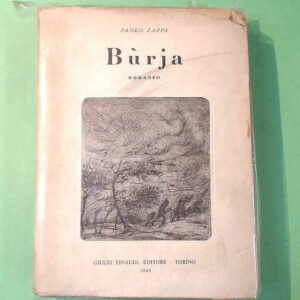 PAOLO ZAPPA
Bùrja
ROMANZO
GIULIO EINAUDI, EDITORE - TORINO